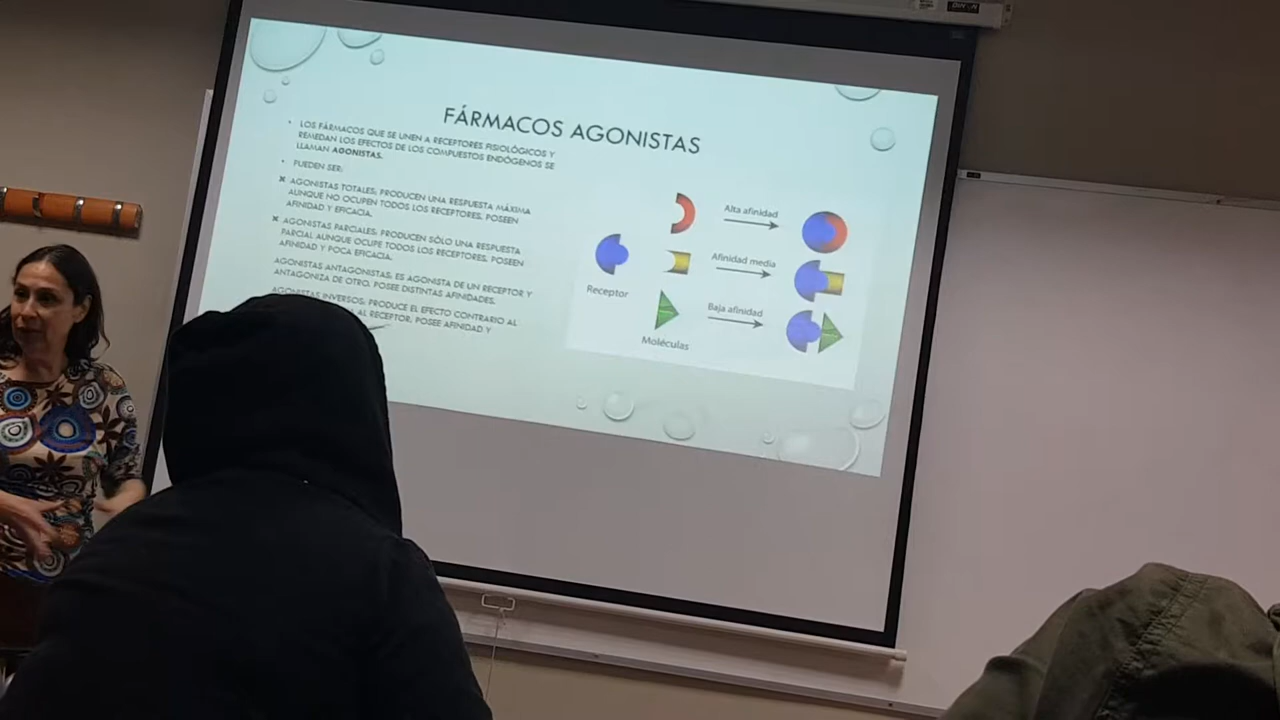 FÁRMACOS AGONISTAS
• LOS FÁRMACOS QUE SE UNEN A RECEPTORES FISIOLÓGICOS Y
REMEDAN LOS EFECTOS DE LOS COMPUESTOS ENDÓGENOS SE
LLAMAN AGONISTAS.
• PUEDEN SER:
AGONISTAS TOTALES: PRODUCEN UNA RESPUESTA MÁXIMA
AUNQUE NO OCUPEN TODOS LOS RECEPTORES, POSEEN
AFINIDAD Y EFICACIA.
AGONISTAS PARCIALES: PRODUCEN SÓLO UNA RESPUESTA
PARCIAL AUNQUE OCUPE TODOS LOS RECEPTORES, POSEEN
AFINIDAD Y POCA EFICACIA.
AGONISTAS ANTAGONISTAS: ES AGONISTA DE UN RECEPTOR Y
ANTAGONIZA DE OTRO, POSEE DISTINTAS AFINIDADES.
AGONISTAS INVERSOS: PRODUCE EL EFECTO CONTRARIO AL
AL RECEPTOR, POSEE AFINIDAD Y
Alta afinidad
Afinidad media
Receptor
Baja afinidad
Moléculas